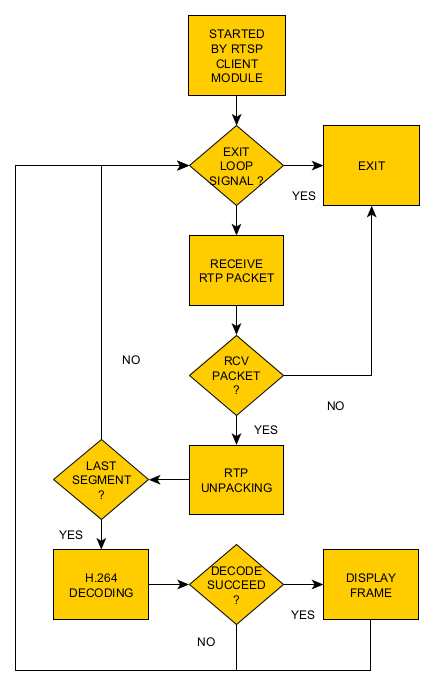 STARTED
BY RTSP
CLIENT
MODULE
EXIT
LOOP
SIGNAL ?
YES
EXIT
RECEIVE
RTP PACKET
RCV
PACKET
?
NO
YES
RTP
UNPACKING
NO
LAST
SEGMENT
?
YES
H.264
DECODING
DECODE
SUCCEED
?
YES
NO
DISPLAY
FRAME